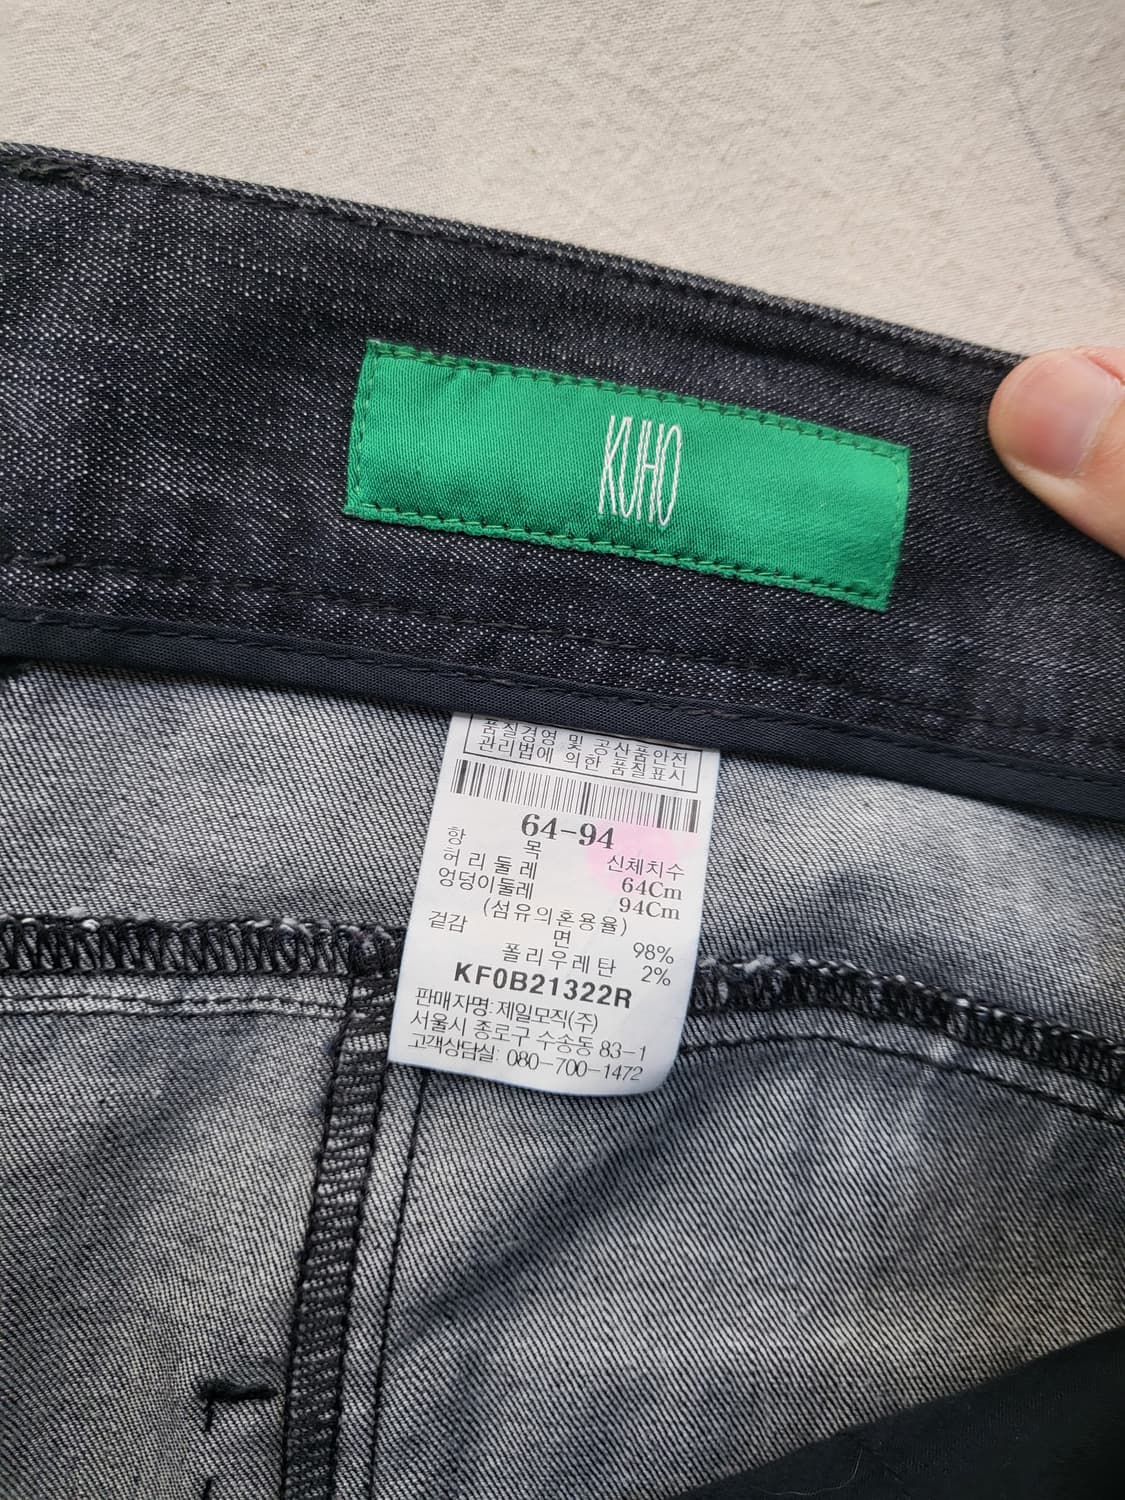 KUHO
품질경영 및 공산품안전
관리법에 의한 품질표시
64-94
항 목 신체치수
허리둘레 64Cm
엉덩이둘레 94Cm
(섬유의혼용율)
겉감 면 98%
폴리우레탄 2%
KF0B21322R
판매자명: 제일모직(주)
서울시 종로구 수송동 83-1
고객상담실: 080-700-1472